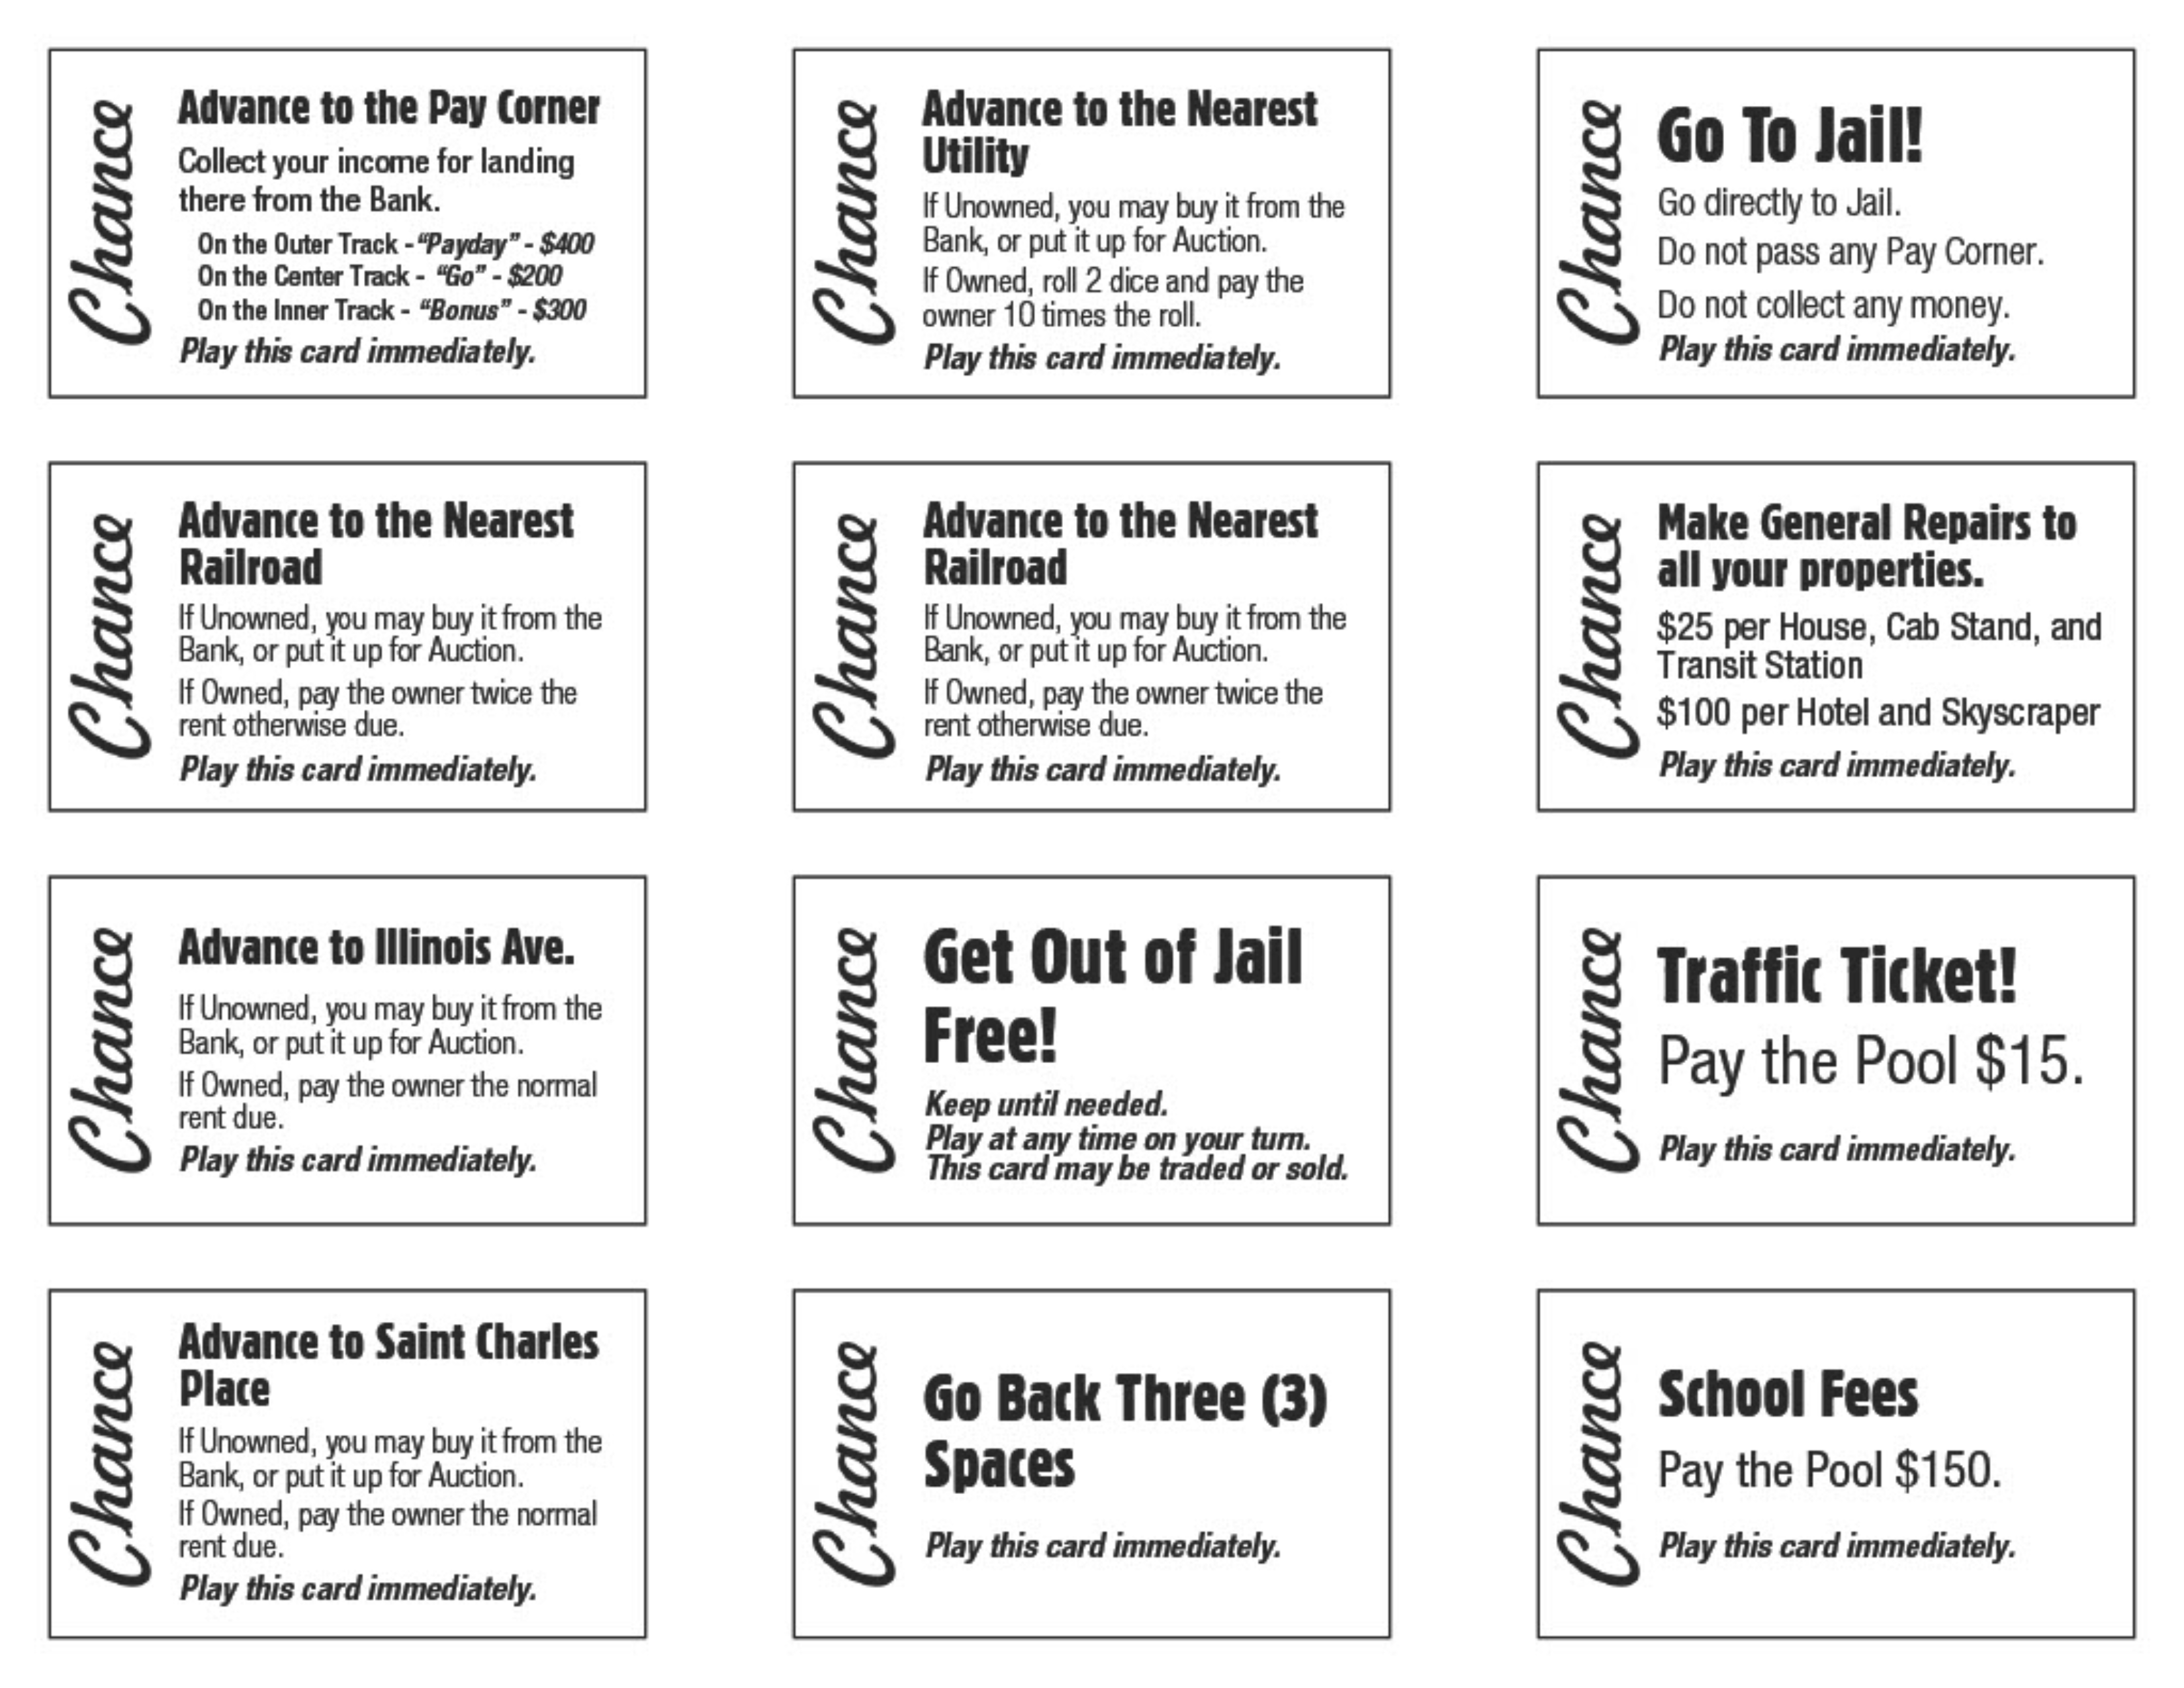 Chance
Advance to the Pay Corner
Collect your income for landing
there from the Bank.
On the Outer Track -"Payday" - $400
On the Center Track - "Go" - $200
On the Inner Track - "Bonus" - $300
Play this card immediately.
Chance
Advance to the Nearest
Utility
If Unowned, you may buy it from the
Bank, or put it up for Auction.
If Owned, roll 2 dice and pay the
owner 10 times the roll.
Play this card immediately.
Chance
Go To Jail!
Go directly to Jail.
Do not pass any Pay Corner.
Do not collect any money.
Play this card immediately.
Chance
Advance to the Nearest
Railroad
If Unowned, you may buy it from the
Bank, or put it up for Auction.
If Owned, pay the owner twice the
rent otherwise due.
Play this card immediately.
Chance
Advance to the Nearest
Railroad
If Unowned, you may buy it from the
Bank, or put it up for Auction.
If Owned, pay the owner twice the
rent otherwise due.
Play this card immediately.
Chance
Make General Repairs to
all your properties.
$25 per House, Cab Stand, and
Transit Station
$100 per Hotel and Skyscraper
Play this card immediately.
Chance
Advance to Illinois Ave.
If Unowned, you may buy it from the
Bank, or put it up for Auction.
If Owned, pay the owner the normal
rent due.
Play this card immediately.
Chance
Get Out of Jail
Free!
Keep until needed.
Play at any time on your turn.
This card may be traded or sold.
Chance
Traffic Ticket!
Pay the Pool $15.
Play this card immediately.
Chance
Advance to Saint Charles
Place
If Unowned, you may buy it from the
Bank, or put it up for Auction.
If Owned, pay the owner the normal
rent due.
Play this card immediately.
Chance
Go Back Three (3)
Spaces
Play this card immediately.
Chance
School Fees
Pay the Pool $150.
Play this card immediately.